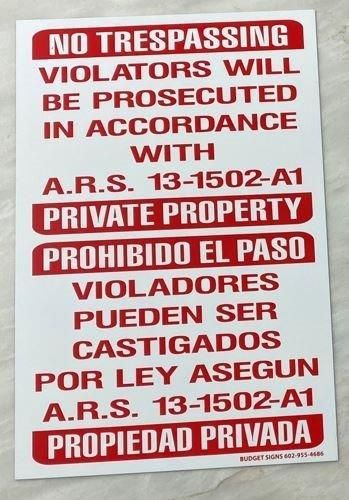 NO TRESPASSING
VIOLATORS WILL
BE PROSECUTED
IN ACCORDANCE
WITH
A.R.S. 13-1502-A1
PRIVATE PROPERTY
PROHIBIDO EL PASO
VIOLADORES
PUEDEN SER
CASTIGADOS
POR LEY ASEGUN
A.R.S. 13-1502-A1
PROPIEDAD PRIVADA
BUDGET SIGNS 602-955-4686